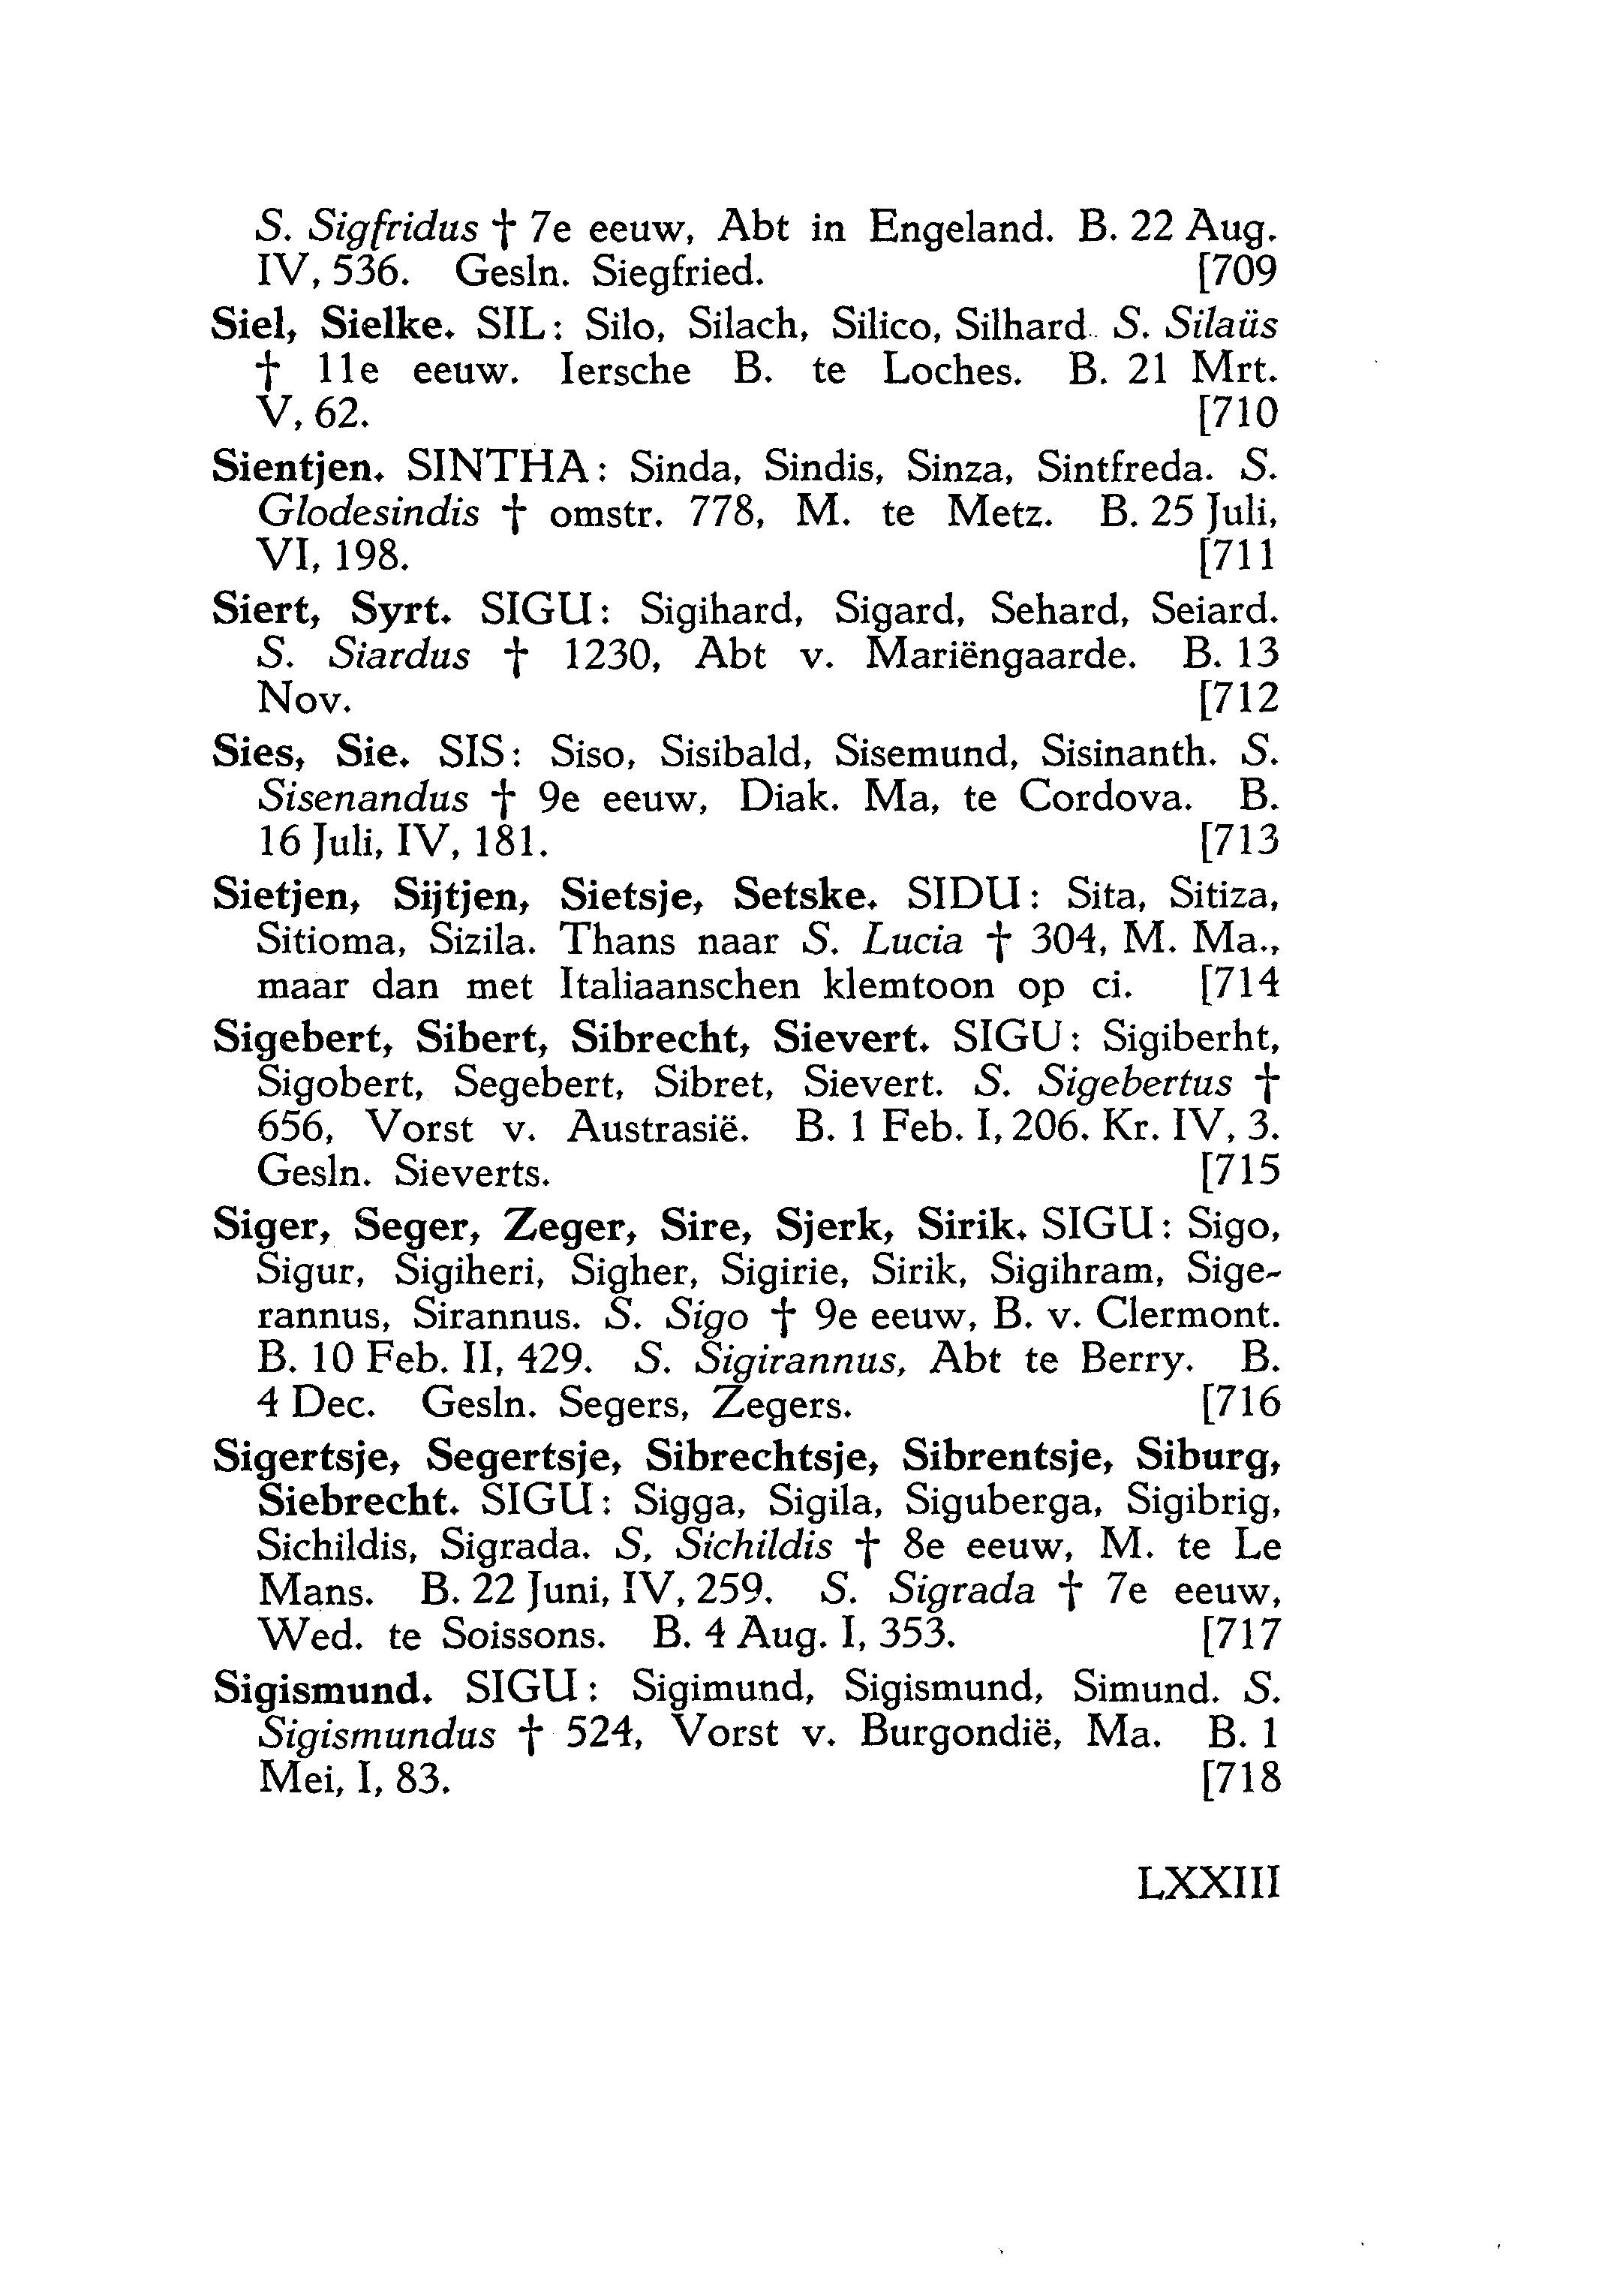 S. Sigfridus † 7e eeuw, Abt in Engeland. B. 22 Aug.
IV, 536. Gesln. Siegfried. [709
Siel, Sielke. SIL: Silo, Silach, Silico, Silhard. S. Silaüs
† 11e eeuw. Iersche B. te Loches. B. 21 Mrt.
V, 62. [710
Sientjen. SINTHA: Sinda, Sindis, Sinza, Sintfreda. S.
Glodesindis † omstr. 778, M. te Metz. B. 25 Juli,
VI, 198. [711
Siert, Syrt. SIGU: Sigihard, Sigard, Sehard, Seiard.
S. Siardus † 1230, Abt v. Mariëngaarde. B. 13
Nov. [712
Sies, Sie. SIS: Siso, Sisibald, Sisemund, Sisinanth. S.
Sisenandus † 9e eeuw, Diak. Ma, te Cordova. B.
16 Juli, IV, 181. [713
Sietjen, Sijtjen, Sietsje, Setske. SIDU: Sita, Sitiza,
Sitioma, Sizila. Thans naar S. Lucia † 304, M. Ma.,
maar dan met Italiaanschen klemtoon op ci. [714
Sigebert, Sibert, Sibrecht, Sievert. SIGU: Sigiberht,
Sigobert, Segebert, Sibret, Sievert. S. Sigebertus †
656, Vorst v. Austrasië. B. 1 Feb. I, 206. Kr. IV, 3.
Gesln. Sieverts. [715
Siger, Seger, Zeger, Sire, Sjerk, Sirik. SIGU: Sigo,
Sigur, Sigiheri, Sigher, Sigirie, Sirik, Sigihram, Sige-
rannus, Sirannus. S. Sigo † 9e eeuw, B. v. Clermont.
B. 10 Feb. II, 429. S. Sigirannus, Abt te Berry. B.
4 Dec. Gesln. Segers, Zegers. [716
Sigertsje, Segertsje, Sibrechtsje, Sibrentsje, Siburg,
Siebrecht. SIGU: Sigga, Sigila, Siguberga, Sigibrig,
Sichildis, Sigrada. S, Sichildis † 8e eeuw, M. te Le
Mans. B. 22 Juni, IV, 259. S. Sigrada † 7e eeuw,
Wed. te Soissons. B. 4 Aug. I, 353. [717
Sigismund. SIGU: Sigimund, Sigismund, Simund. S.
Sigismundus † 524, Vorst v. Burgondië, Ma. B. 1
Mei, I, 83. [718
LXXIII